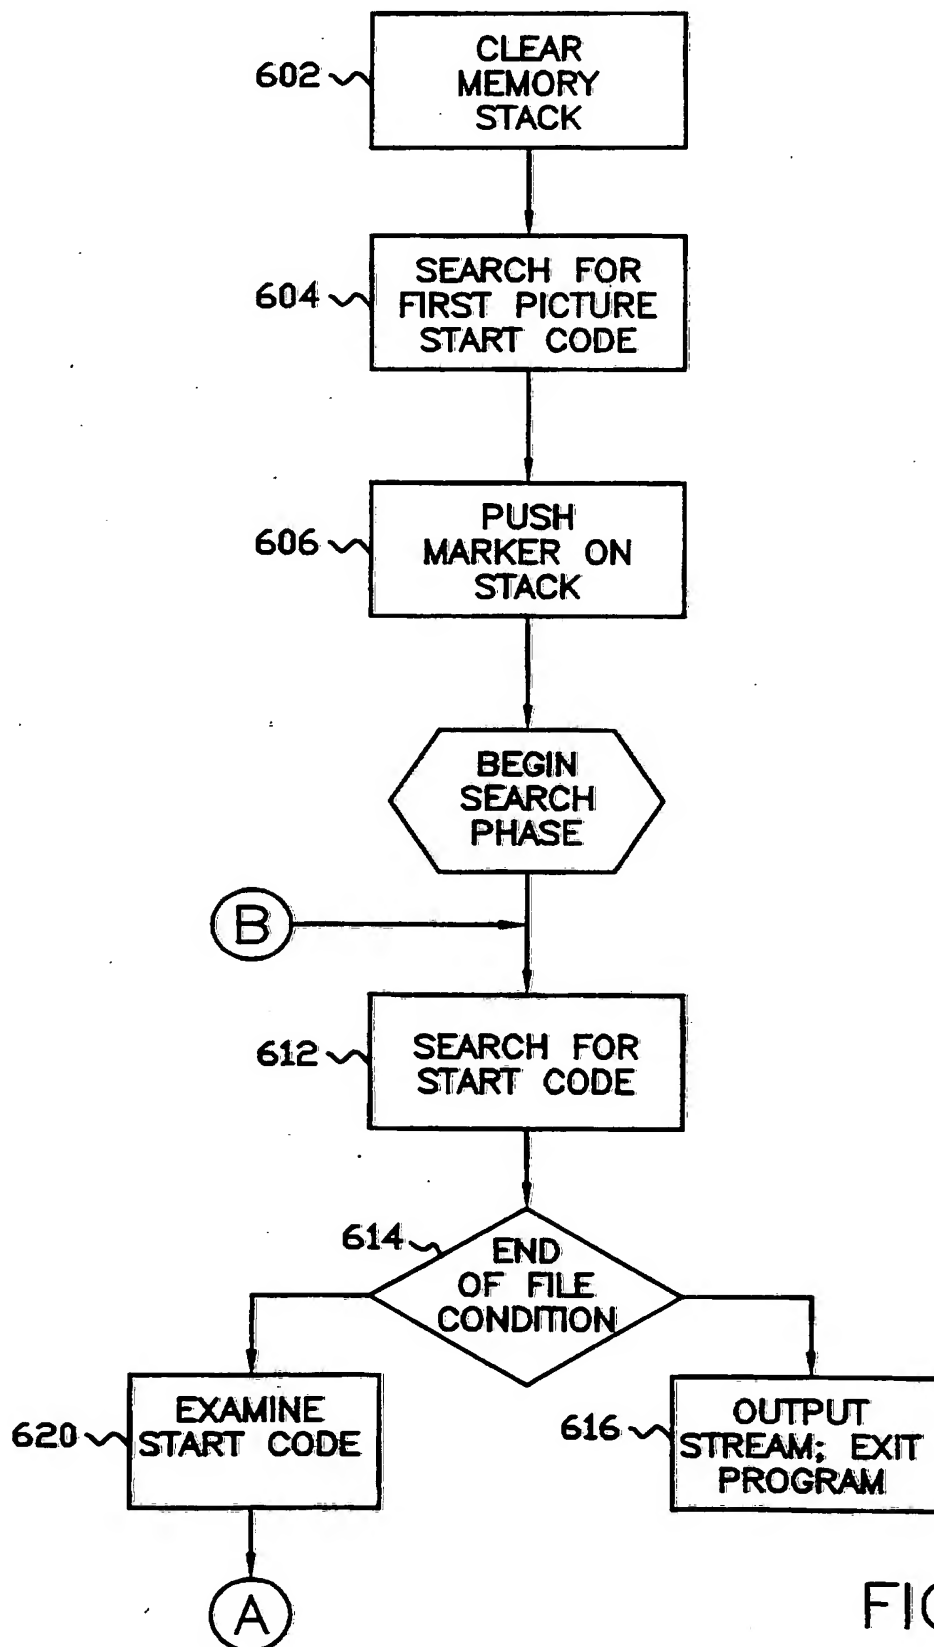 602
CLEAR
MEMORY
STACK
604
SEARCH FOR
FIRST PICTURE
START CODE
606
PUSH
MARKER ON
STACK
BEGIN
SEARCH
PHASE
B
612
SEARCH FOR
START CODE
614
END
OF FILE
CONDITION
620
EXAMINE
START CODE
616
OUTPUT
STREAM; EXIT
PROGRAM
A